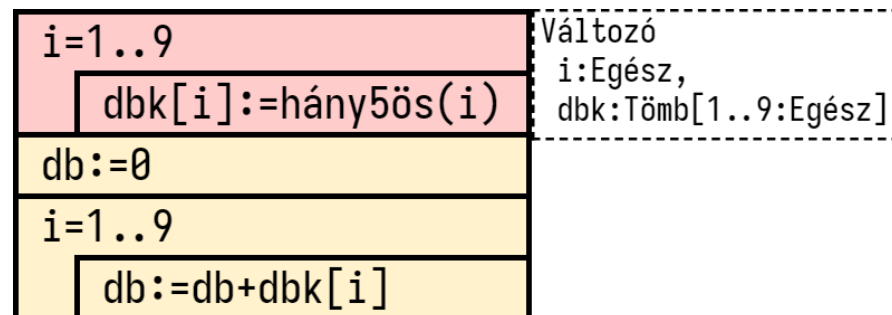 i=1..9
dbk[i]:=hány5ös(i)
db:=0
i=1..9
db:=db+dbk[i]
Változó
i:Egész,
dbk:Tömb[1..9:Egész]